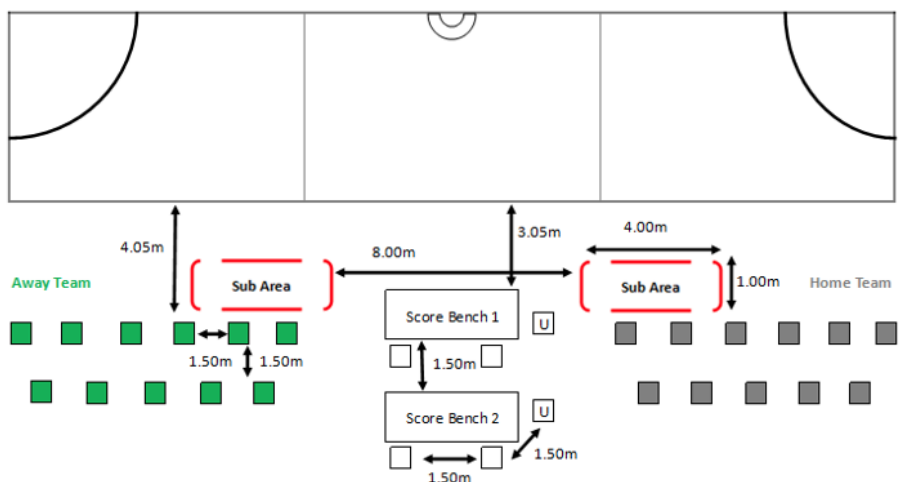 4.05m
3.05m
4.00m
8.00m
Away Team
Sub Area
Sub Area
1.00m
Home Team
Score Bench 1
U
1.50m
1.50m
1.50m
Score Bench 2
U
1.50m
1.50m